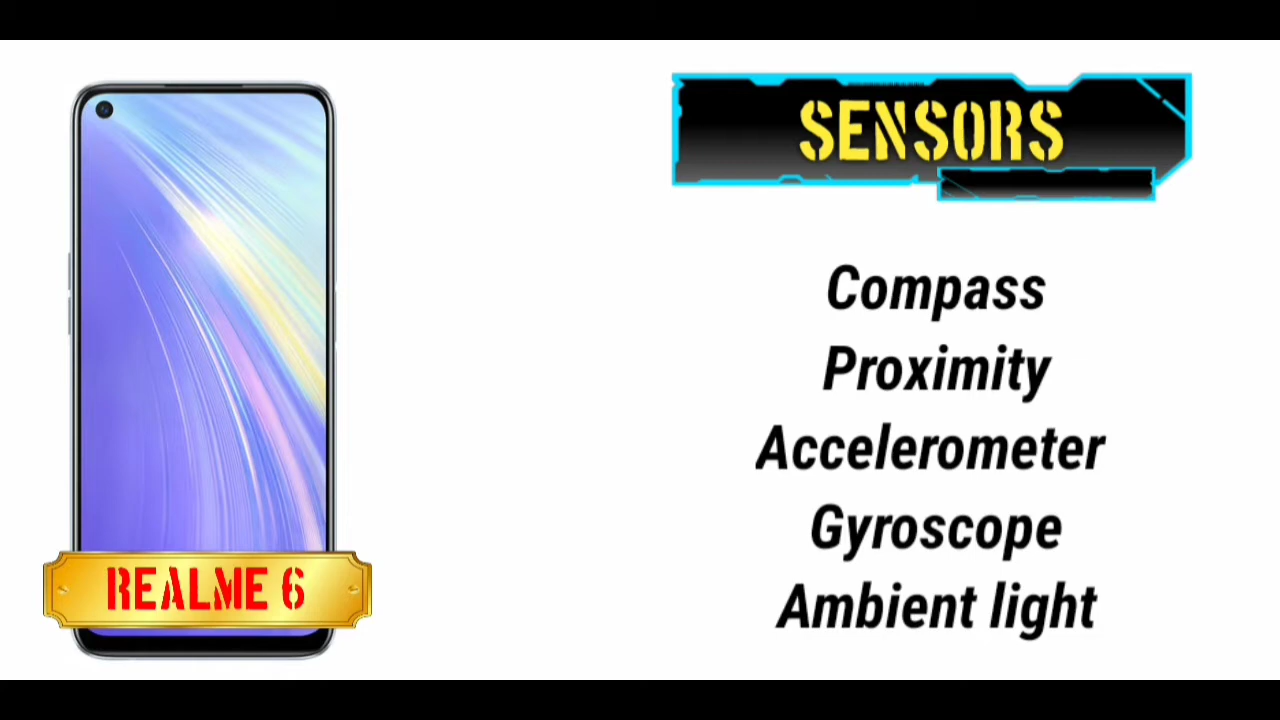 SENSORS
Compass
Proximity
Accelerometer
Gyroscope
Ambient light
REALME 6